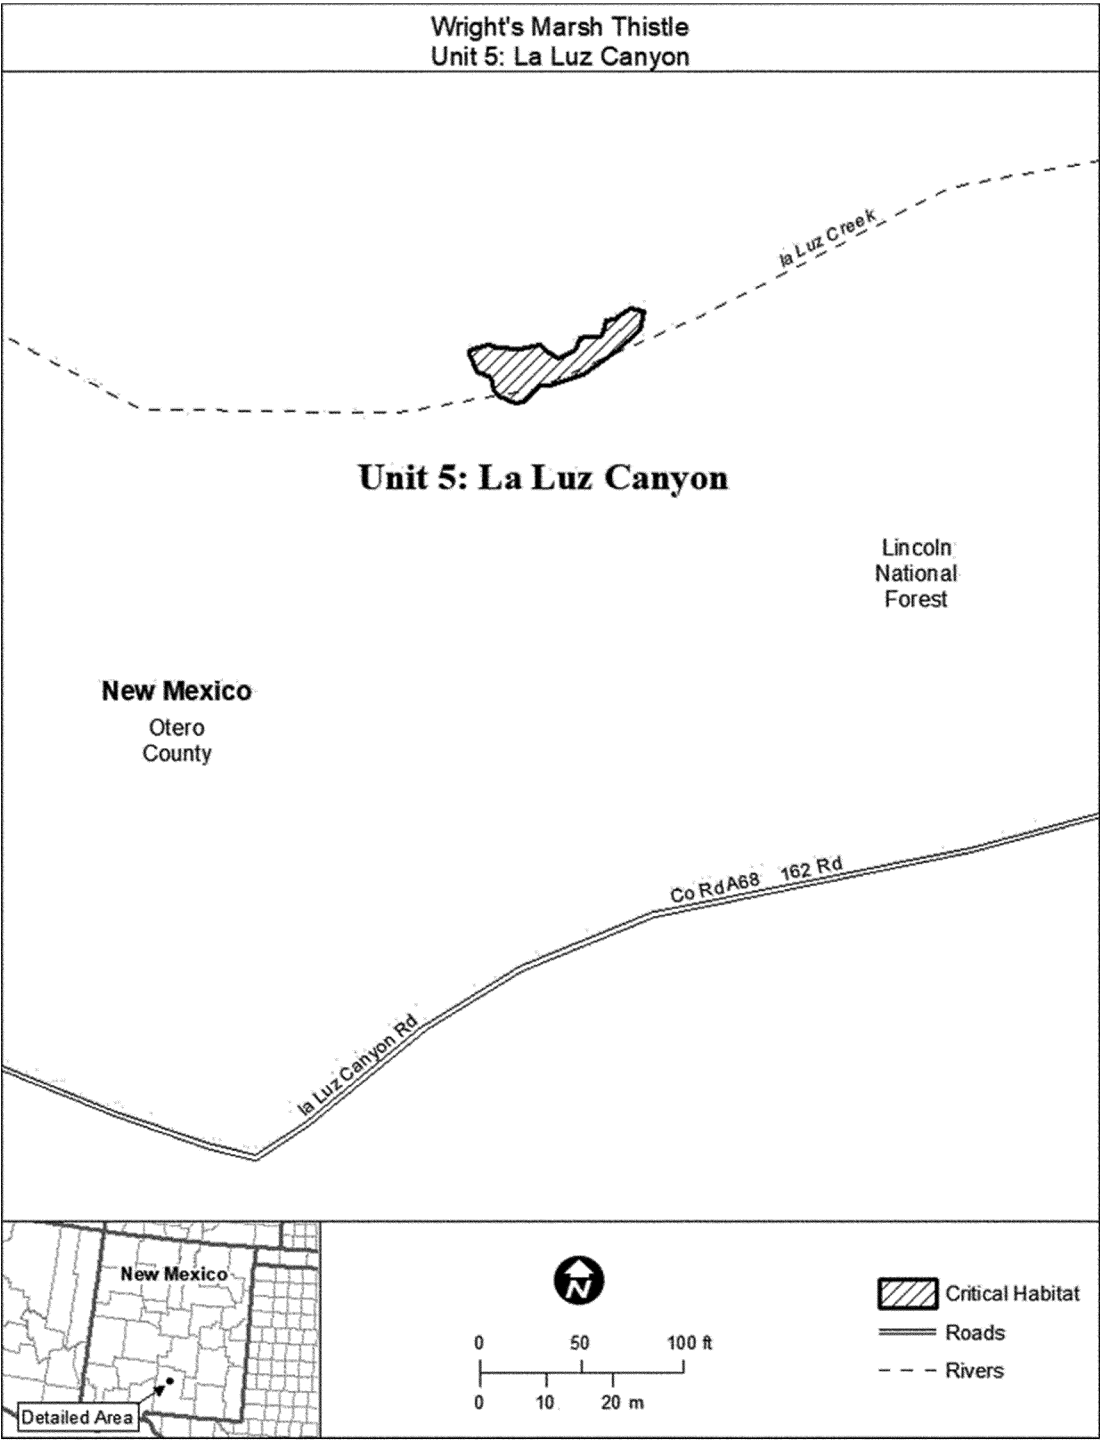 Wright's Marsh Thistle
Unit 5: La Luz Canyon
la Luz Creek
Unit 5: La Luz Canyon
Lincoln
National
Forest
New Mexico
Otero
County
Co Rd A68 162 Rd
la Luz Canyon Rd
New Mexico
Detailed Area
N
0 50 100 ft
0 10 20 m
Critical Habitat
Roads
Rivers